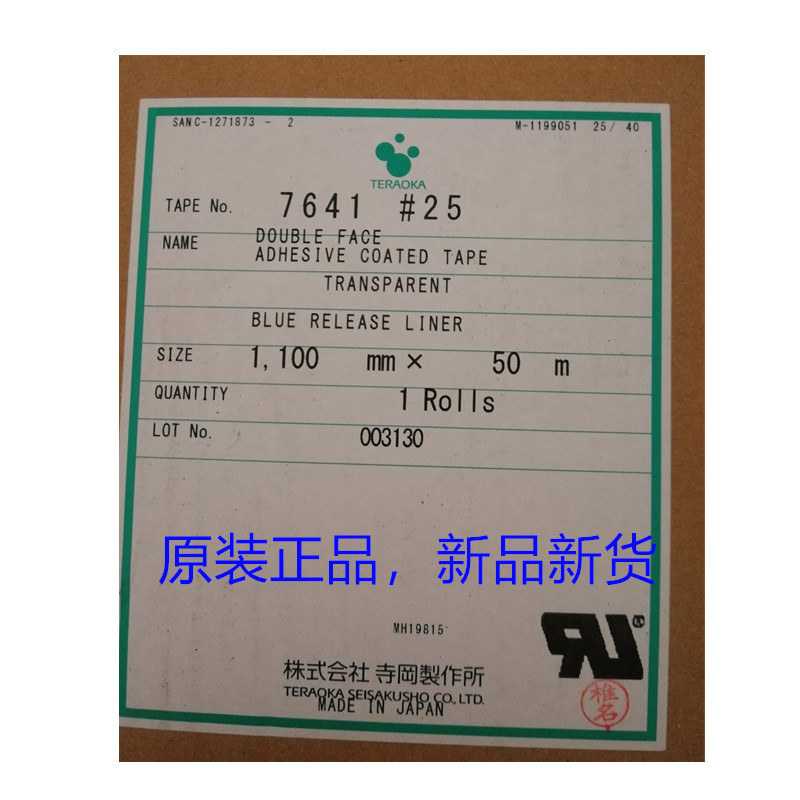 SANC-1271873 - 2
M-1199051 25/ 40
TERAOKA
TAPE No. 7641 #25
NAME DOUBLE FACE
ADHESIVE COATED TAPE
TRANSPARENT
BLUE RELEASE LINER
SIZE 1,100 mm × 50 m
QUANTITY 1 Rolls
LOT No. 003130
原装正品，新品新货
MH19815
RU®
株式会社 寺岡製作所
TERAOKA SEISAKUSHO CO., LTD.
MADE IN JAPAN
椎名